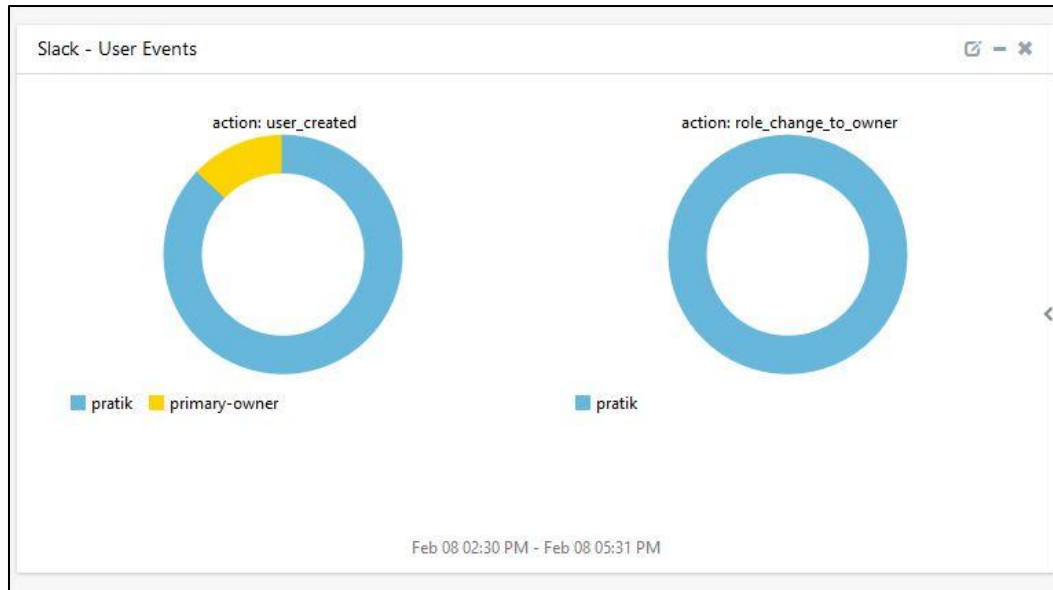 Slack - User Events
action: user_created
action: role_change_to_owner
pratik primary-owner
pratik
Feb 08 02:30 PM - Feb 08 05:31 PM